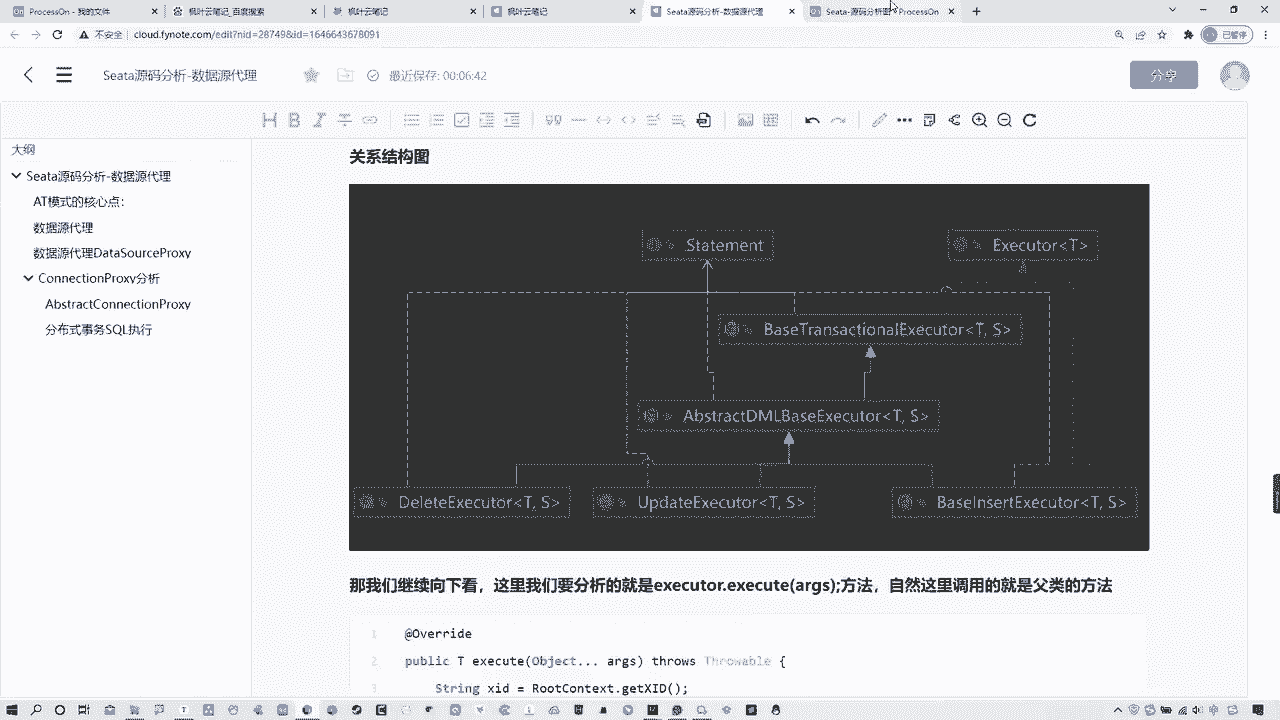 ProcessOn - 我的文件
枫叶云笔记_百度搜索
枫叶云笔记
枫叶云笔记
Seata源码分析-数据源代理
Seata-源码分析图 - ProcessOn
不安全 | cloud.fynote.com/edit?nid=28749&id=1646643678091
已暂停
Seata源码分析-数据源代理
最近保存: 00:06:42
分享
大纲
Seata源码分析-数据源代理
AT模式的核心点:
数据源代理
数据源代理DataSourceProxy
ConnectionProxy分析
AbstractConnectionProxy
分布式事务SQL执行
关系结构图
Statement
Executor<T>
BaseTransactionalExecutor<T, S>
AbstractDMLBaseExecutor<T, S>
DeleteExecutor<T, S>
UpdateExecutor<T, S>
BaseInsertExecutor<T, S>
那我们继续向下看，这里我们要分析的就是executor.execute(args);方法，自然这里调用的就是父类的方法
1 @Override
2 public T execute(Object... args) throws Throwable {
3 String xid = RootContext.getXID();